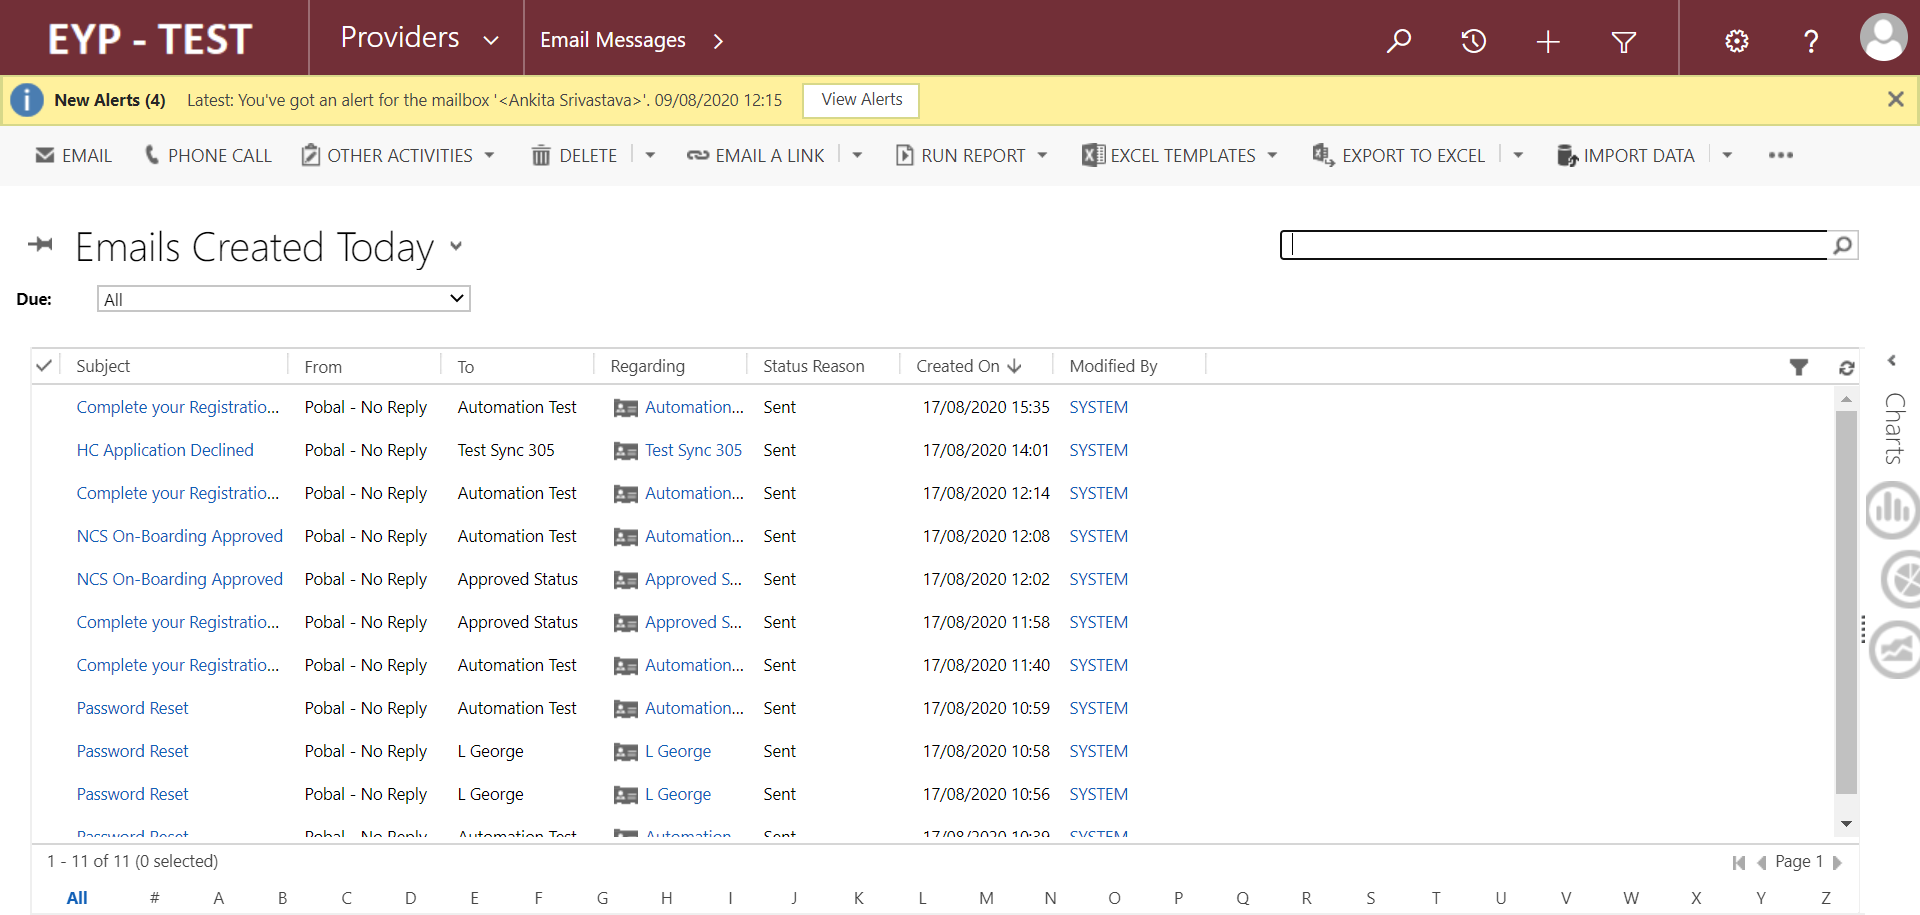 EYP - TEST Providers Email Messages
New Alerts (4) Latest: You've got an alert for the mailbox '<Ankita Srivastava>'. 09/08/2020 12:15 View Alerts
EMAIL PHONE CALL OTHER ACTIVITIES DELETE EMAIL A LINK RUN REPORT EXCEL TEMPLATES EXPORT TO EXCEL IMPORT DATA
Emails Created Today
Due: All
Subject From To Regarding Status Reason Created On Modified By
Complete your Registratio... Pobal - No Reply Automation Test Automation... Sent 17/08/2020 15:35 SYSTEM
HC Application Declined Pobal - No Reply Test Sync 305 Test Sync 305 Sent 17/08/2020 14:01 SYSTEM
Complete your Registratio... Pobal - No Reply Automation Test Automation... Sent 17/08/2020 12:14 SYSTEM
NCS On-Boarding Approved Pobal - No Reply Automation Test Automation... Sent 17/08/2020 12:08 SYSTEM
NCS On-Boarding Approved Pobal - No Reply Approved Status Approved S... Sent 17/08/2020 12:02 SYSTEM
Complete your Registratio... Pobal - No Reply Approved Status Approved S... Sent 17/08/2020 11:58 SYSTEM
Complete your Registratio... Pobal - No Reply Automation Test Automation... Sent 17/08/2020 11:40 SYSTEM
Password Reset Pobal - No Reply Automation Test Automation... Sent 17/08/2020 10:59 SYSTEM
Password Reset Pobal - No Reply L George L George Sent 17/08/2020 10:58 SYSTEM
Password Reset Pobal - No Reply L George L George Sent 17/08/2020 10:56 SYSTEM
Password Reset Pobal - No Reply Automation Test Automation Sent 17/08/2020 10:39 SYSTEM
Charts
1 - 11 of 11 (0 selected) Page 1
All # A B C D E F G H I J K L M N O P Q R S T U V W X Y Z